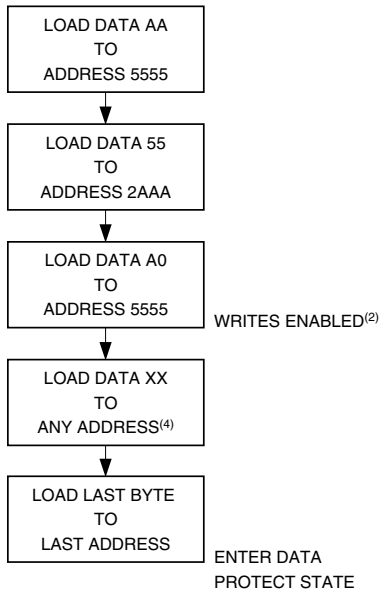 LOAD DATA AA
TO
ADDRESS 5555
LOAD DATA 55
TO
ADDRESS 2AAA
LOAD DATA A0
TO
ADDRESS 5555
WRITES ENABLED(2)
LOAD DATA XX
TO
ANY ADDRESS(4)
LOAD LAST BYTE
TO
LAST ADDRESS
ENTER DATA
PROTECT STATE